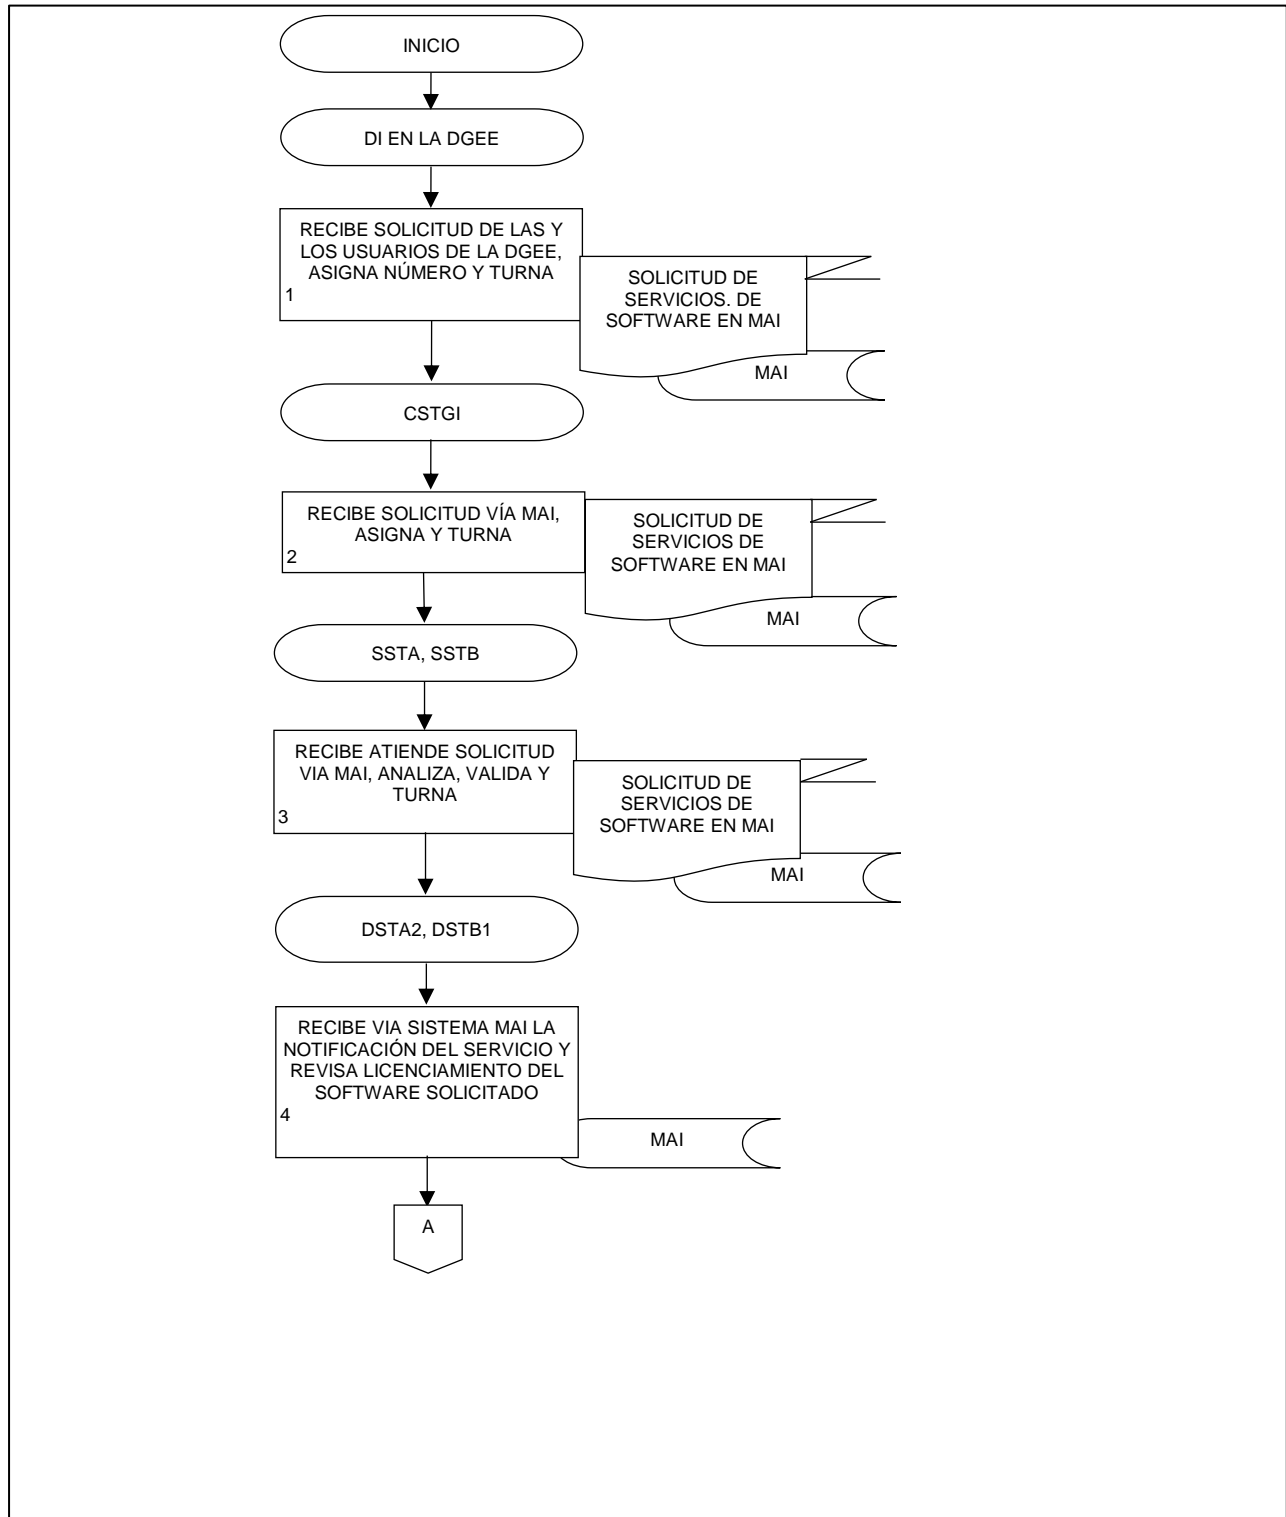 INICIO
DI EN LA DGEE
RECIBE SOLICITUD DE LAS Y
LOS USUARIOS DE LA DGEE,
ASIGNA NÚMERO Y TURNA
1
SOLICITUD DE
SERVICIOS. DE
SOFTWARE EN MAI
MAI
CSTGI
RECIBE SOLICITUD VÍA MAI,
ASIGNA Y TURNA
2
SOLICITUD DE
SERVICIOS DE
SOFTWARE EN MAI
MAI
SSTA, SSTB
RECIBE ATIENDE SOLICITUD
VIA MAI, ANALIZA, VALIDA Y
TURNA
3
SOLICITUD DE
SERVICIOS DE
SOFTWARE EN MAI
MAI
DSTA2, DSTB1
RECIBE VIA SISTEMA MAI LA
NOTIFICACIÓN DEL SERVICIO Y
REVISA LICENCIAMIENTO DEL
SOFTWARE SOLICITADO
4
MAI
A